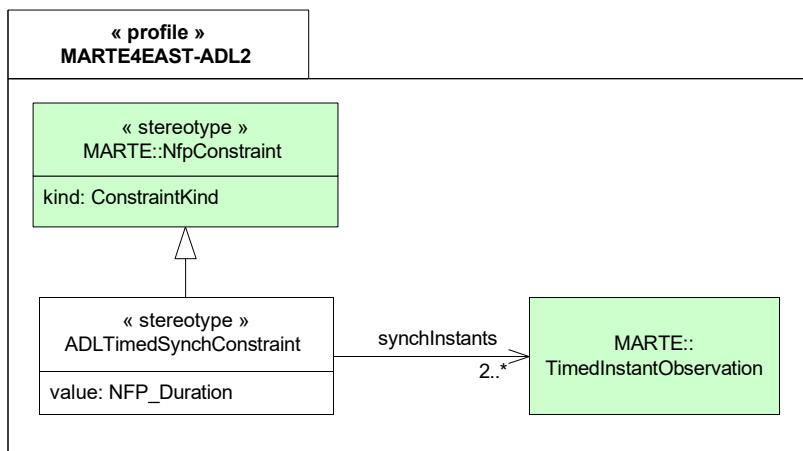 « profile »
MARTE4EAST-ADL2
« stereotype »
MARTE::NfpConstraint
kind: ConstraintKind
« stereotype »
ADLTimedSynchConstraint
value: NFP_Duration
synchInstants
2..*
MARTE::
TimedInstantObservation